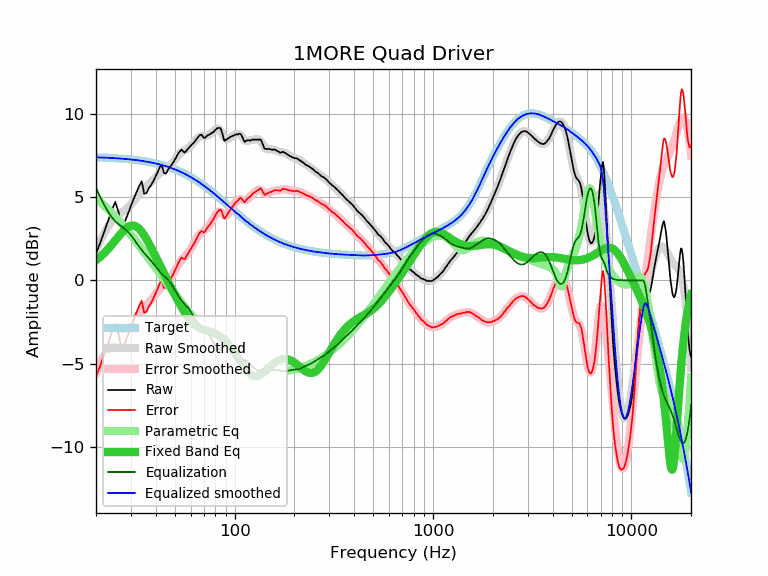 1MORE Quad Driver
Amplitude (dBr)
10
5
0
−5
−10
Target
Raw Smoothed
Error Smoothed
Raw
Error
Parametric Eq
Fixed Band Eq
Equalization
Equalized smoothed
100
1000
10000
Frequency (Hz)